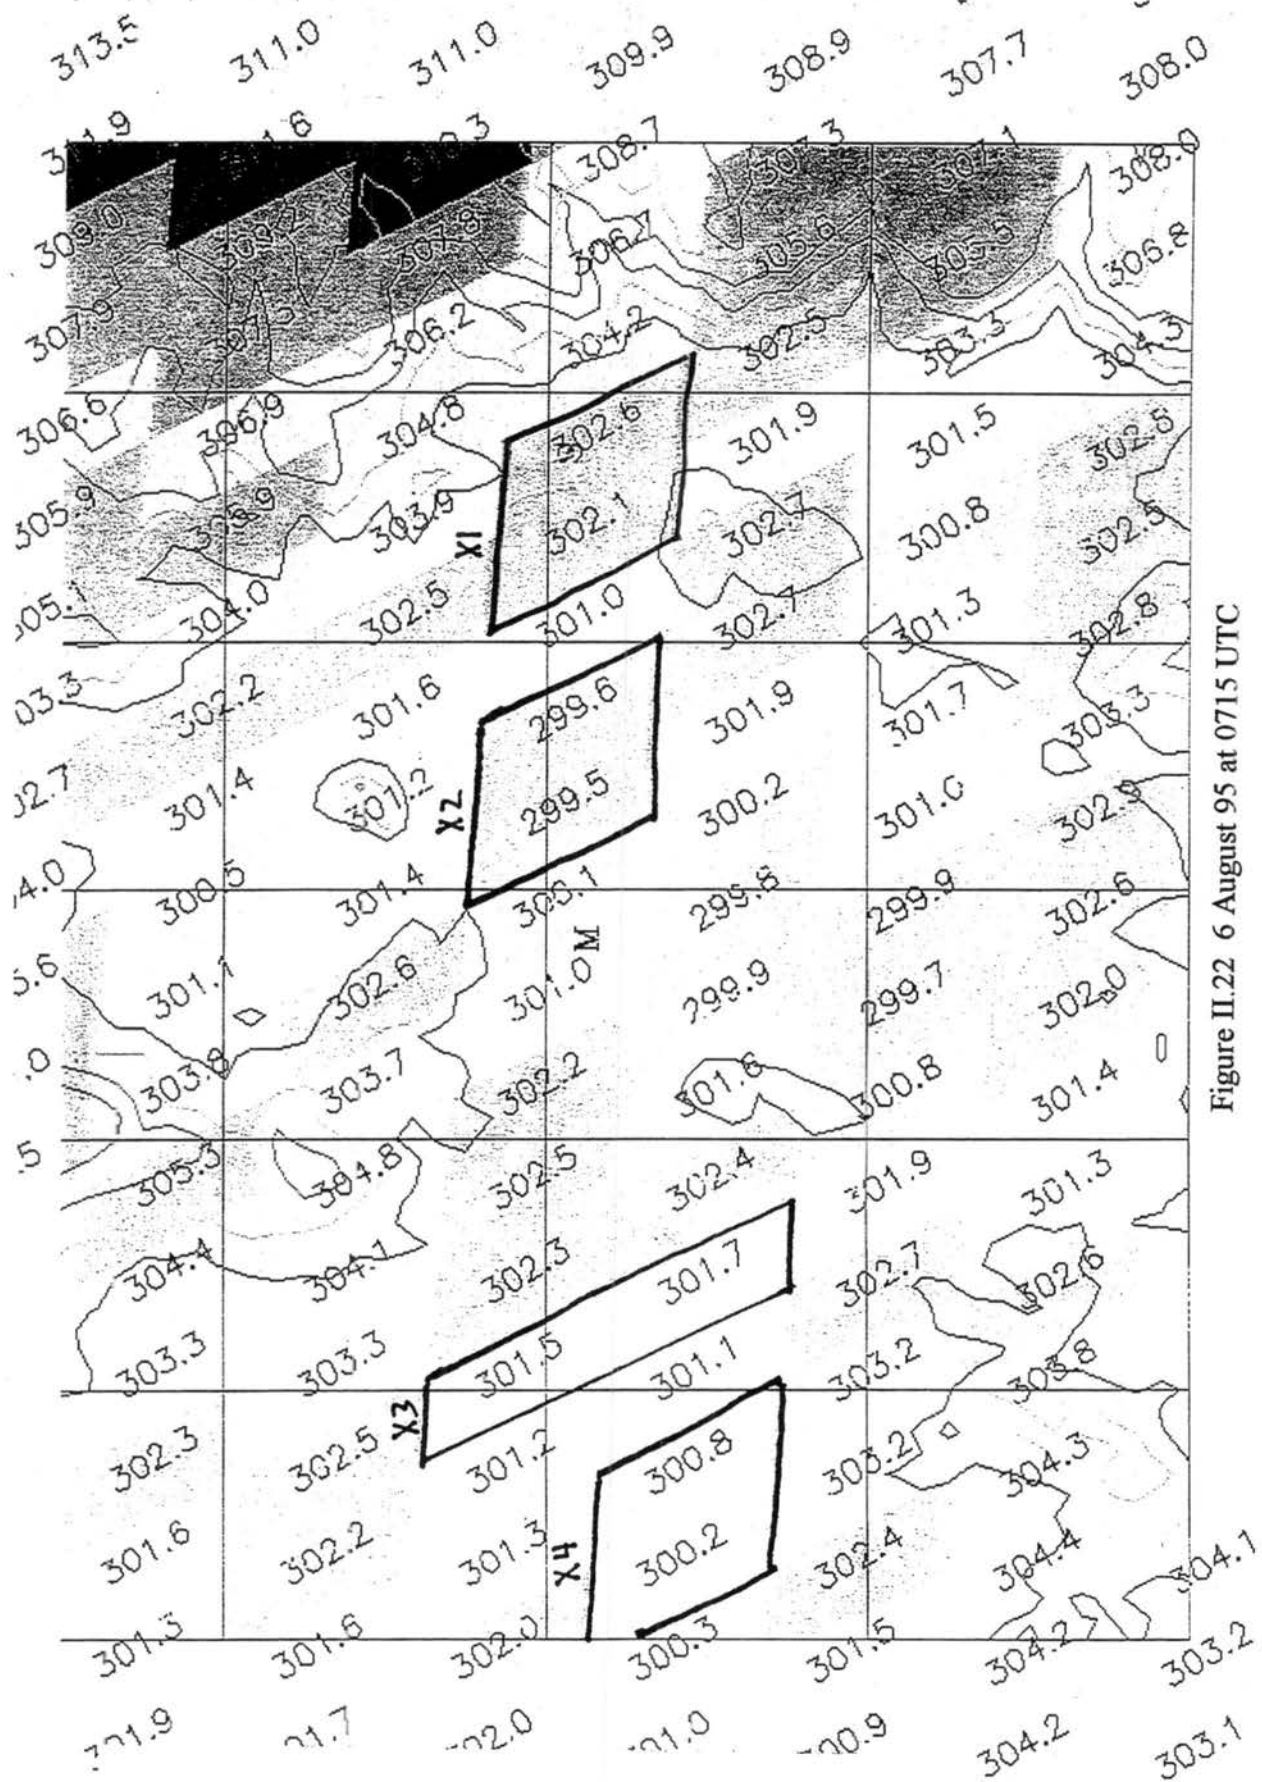 313.5 311.0 311.0 309.9 308.9 307.7 308.0
308.7 308.0
307.8 306.8
307.9 306.2 304.2 302.5 303.3 304.3
306.6 306.9 304.8 302.6 301.9 301.5 302.8
305.9 303.9 302.1 302.7 300.8 302.5
X1
304.0 302.5 301.0 302.7 301.3 302.8
302.2 301.6 299.6 301.9 301.7 303.3
301.4 301.2 299.5 300.2 301.0 302.9
X2
300.5 301.4 300.1 299.8 299.9 302.6
301.1 302.6 301.0 M 299.9 299.7 302.0
303.8 303.7 302.2 301.6 300.8 301.4
305.3 304.8 302.5 302.4 301.9 301.3
304.4 304.1 302.3 301.7 302.7 302.6
303.3 303.3 301.5 301.1 303.2 303.8
X3
302.3 302.5 301.2 300.8 303.2 304.3
301.6 302.2 301.3 300.2 302.4 304.4 304.1
X4
301.3 301.6 302.0 300.3 301.5 304.2 303.2
304.2 303.1
Figure II.22 6 August 95 at 0715 UTC